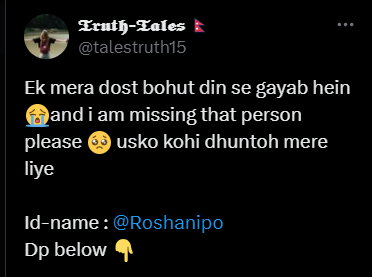 𝕿𝖗𝖚𝖙𝖍-𝕿𝖆𝖑𝖊𝖘 🇳🇵
@talestruth15
Ek mera dost bohut din se gayab hein
😭and i am missing that person
please 🥺 usko kohi dhuntoh mere
liye
Id-name : @Roshanipo
Dp below 👇